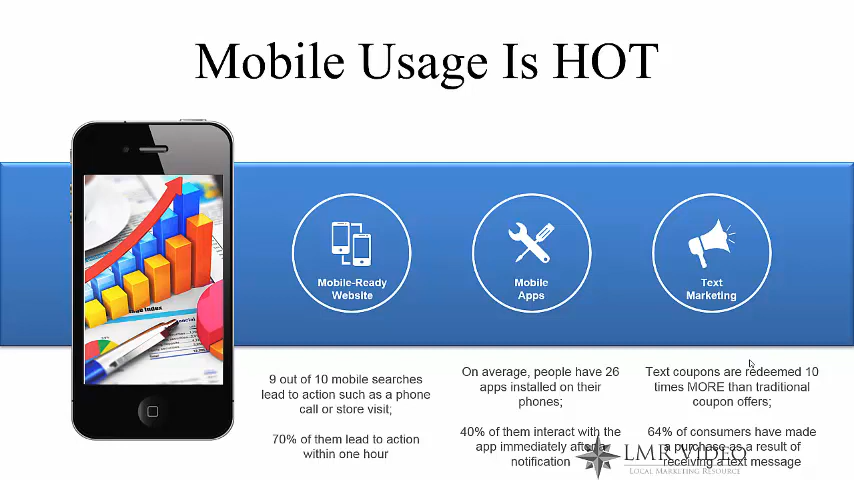 Mobile Usage Is HOT
Mobile-Ready
Website
Mobile
Apps
Text
Marketing
9 out of 10 mobile searches
lead to action such as a phone
call or store visit;
70% of them lead to action
within one hour
On average, people have 26
apps installed on their
phones;
40% of them interact with the
app immediately after a
notification
Text coupons are redeemed 10
times MORE than traditional
coupon offers;
64% of consumers have made
a purchase as a result of
receiving a text message
LMR VIDEO
LOCAL MARKETING RESOURCE